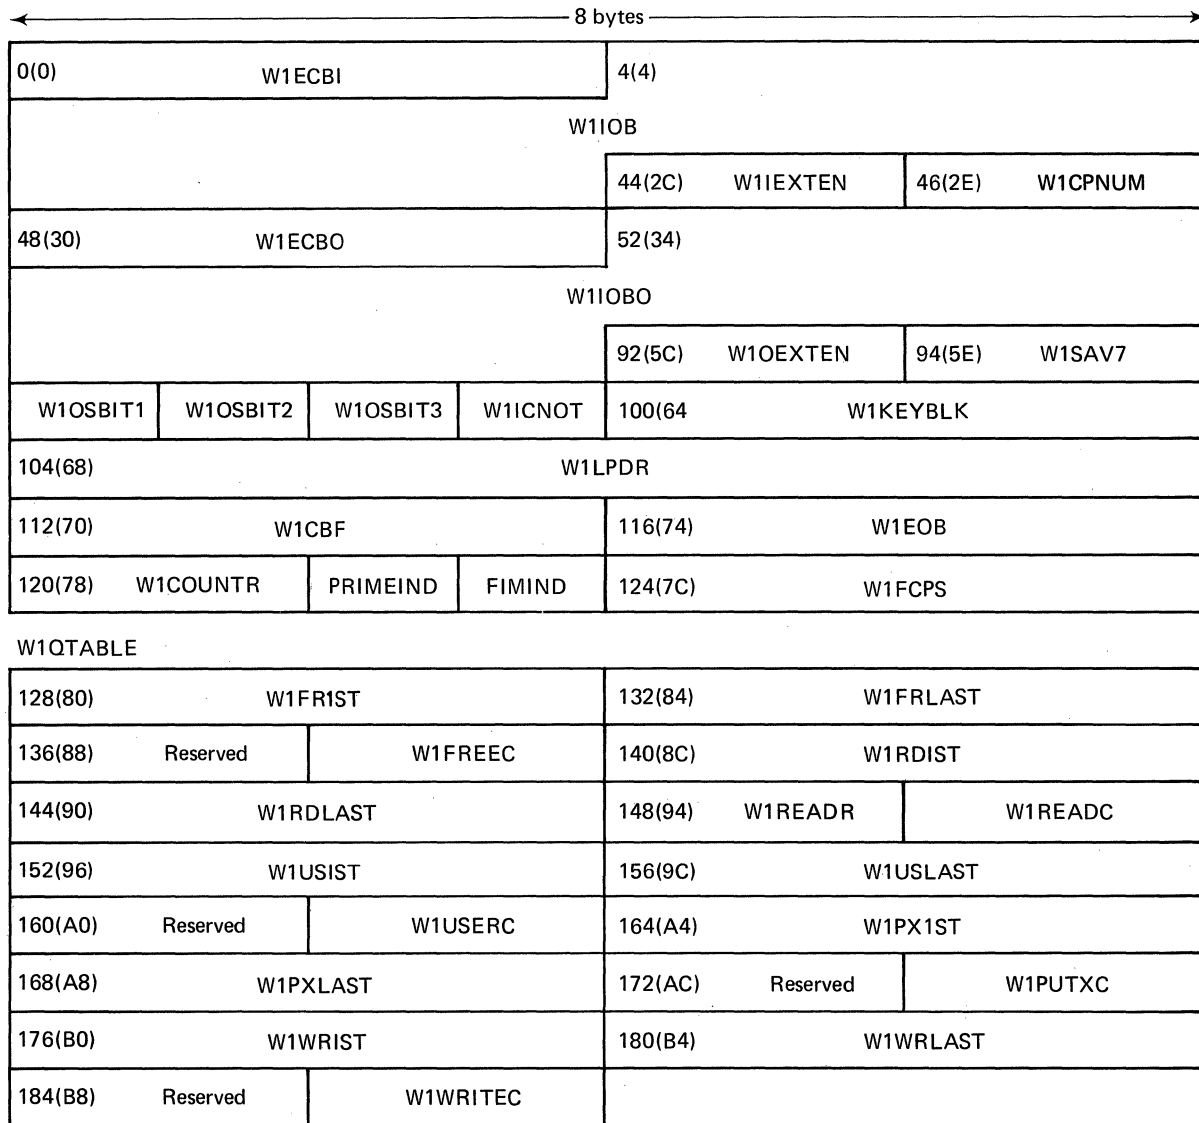 8 bytes
0(0) W1ECBI 4(4)
W1IOB
44(2C) W1IEXTEN 46(2E) W1CPNUM
48(30) W1ECBO 52(34)
W1IOBO
92(5C) W1OEXTEN 94(5E) W1SAV7
W1OSBIT1 W1OSBIT2 W1OSBIT3 W1ICNOT 100(64 W1KEYBLK
104(68) W1LPDR
112(70) W1CBF 116(74) W1EOB
120(78) W1COUNTR PRIMEIND FIMIND 124(7C) W1FCPS
W1QTABLE
128(80) W1FR1ST 132(84) W1FRLAST
136(88) Reserved W1FREEC 140(8C) W1RDIST
144(90) W1RDLAST 148(94) W1READR W1READC
152(96) W1USIST 156(9C) W1USLAST
160(A0) Reserved W1USERC 164(A4) W1PX1ST
168(A8) W1PXLAST 172(AC) Reserved W1PUTXC
176(B0) W1WRIST 180(B4) W1WRLAST
184(B8) Reserved W1WRITEC